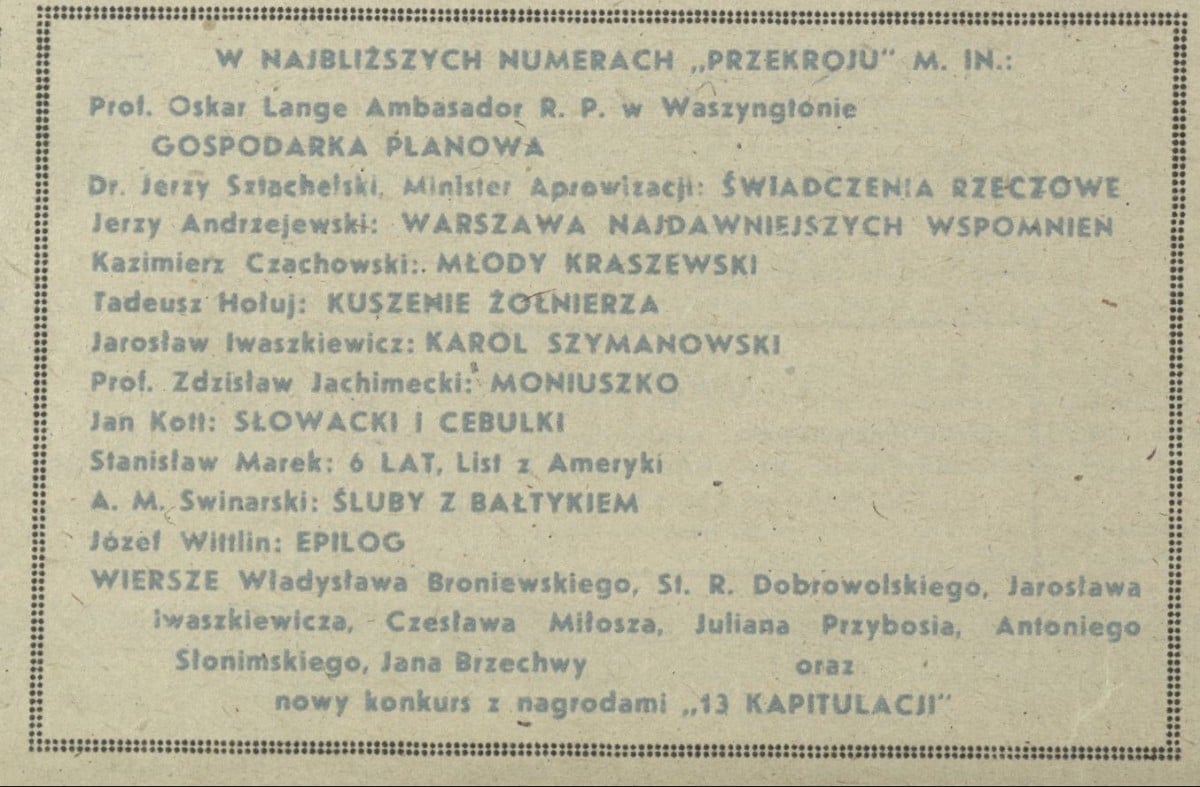 W NAJBLIŻSZYCH NUMERACH „PRZEKROJU" M. IN.:
Prof. Oskar Lange Ambasador R. P. w Waszyngtonie
GOSPODARKA PLANOWA
Dr. Jerzy Sztachelski, Minister Aprowizacji: ŚWIADCZENIA RZECZOWE
Jerzy Andrzejewski: WARSZAWA NAJDAWNIEJSZYCH WSPOMNIEŃ
Kazimierz Czachowski:. MŁODY KRASZEWSKI
Tadeusz Hołuj: KUSZENIE ŻOŁNIERZA
Jarosław Iwaszkiewicz: KAROL SZYMANOWSKI
Prof. Zdzisław Jachimecki: MONIUSZKO
Jan Kott: SŁOWACKI I CEBULKI
Stanisław Marek: 6 LAT, List z Ameryki
A. M. Swinarski: ŚLUBY Z BAŁTYKIEM
Józef Wittlin: EPILOG
WIERSZE Władysława Broniewskiego, St. R. Dobrowolskiego, Jarosława
Iwaszkiewicza, Czesława Miłosza, Juliana Przybosia, Antoniego
Słonimskiego, Jana Brzechwy oraz
nowy konkurs z nagrodami „13 KAPITULACJI"